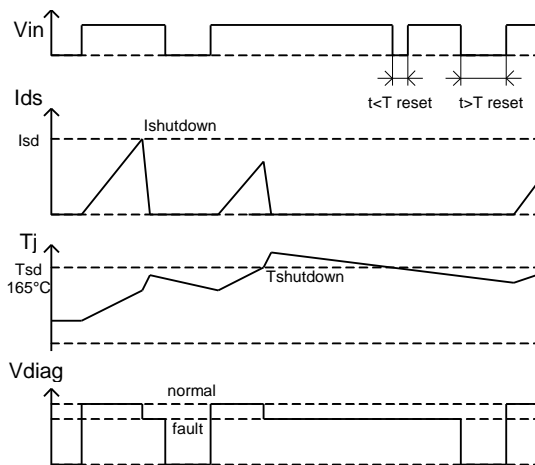 Vin
t<T reset
t>T reset
Ids
Ishutdown
Isd
Tj
Tsd
165°C
Tshutdown
Vdiag
normal
fault